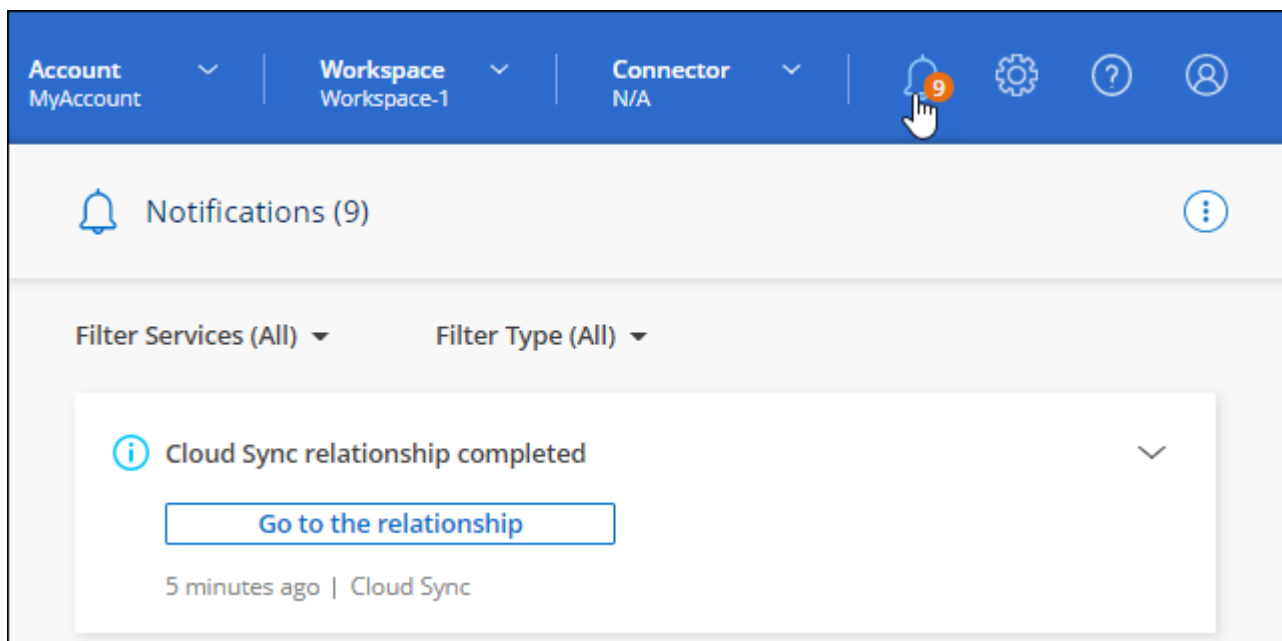 Account
MyAccount
Workspace
Workspace-1
Connector
N/A
9
?
Notifications (9)
Filter Services (All)
Filter Type (All)
i
Cloud Sync relationship completed
Go to the relationship
5 minutes ago | Cloud Sync